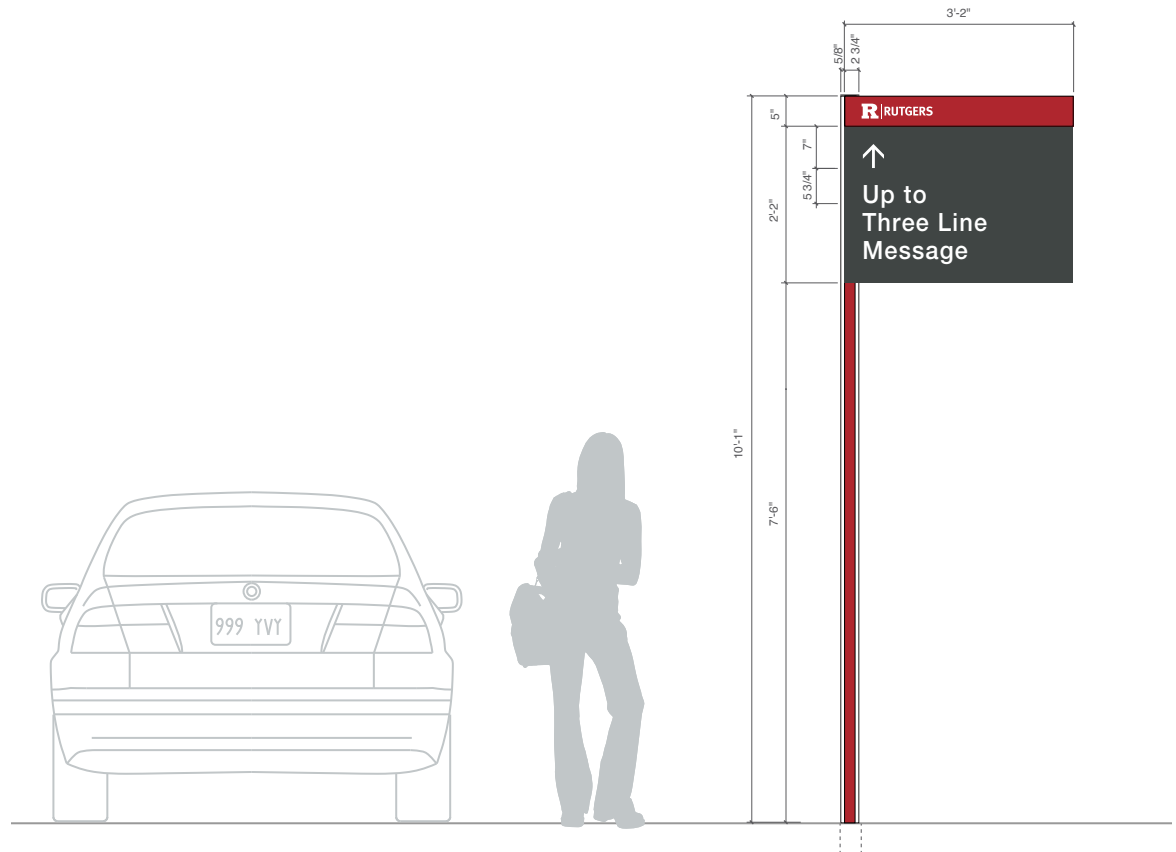 3'-2"
5/8"
2 3/4"
5"
R RUTGERS
7"
5 3/4"
2'-2"
Up to
Three Line
Message
10'-1"
7'-6"
999 YVY